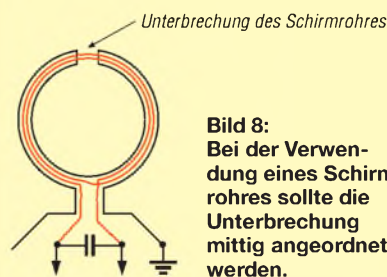 Unterbrechung des Schirmrohres
Bild 8:
Bei der Verwen-
dung eines Schirm
rohres sollte die
Unterbrechung
mittig angeordnet
werden.